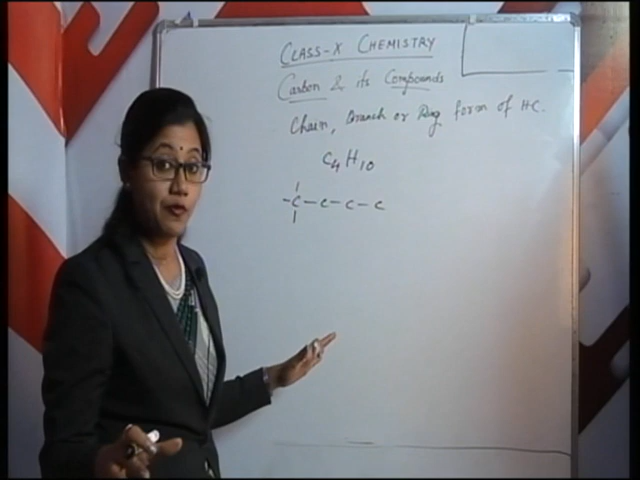 CLASS-X CHEMISTRY
Carbon & its Compounds
Chain, Branch or Ring form of HC.
C₄H₁₀
-C-C-C-C